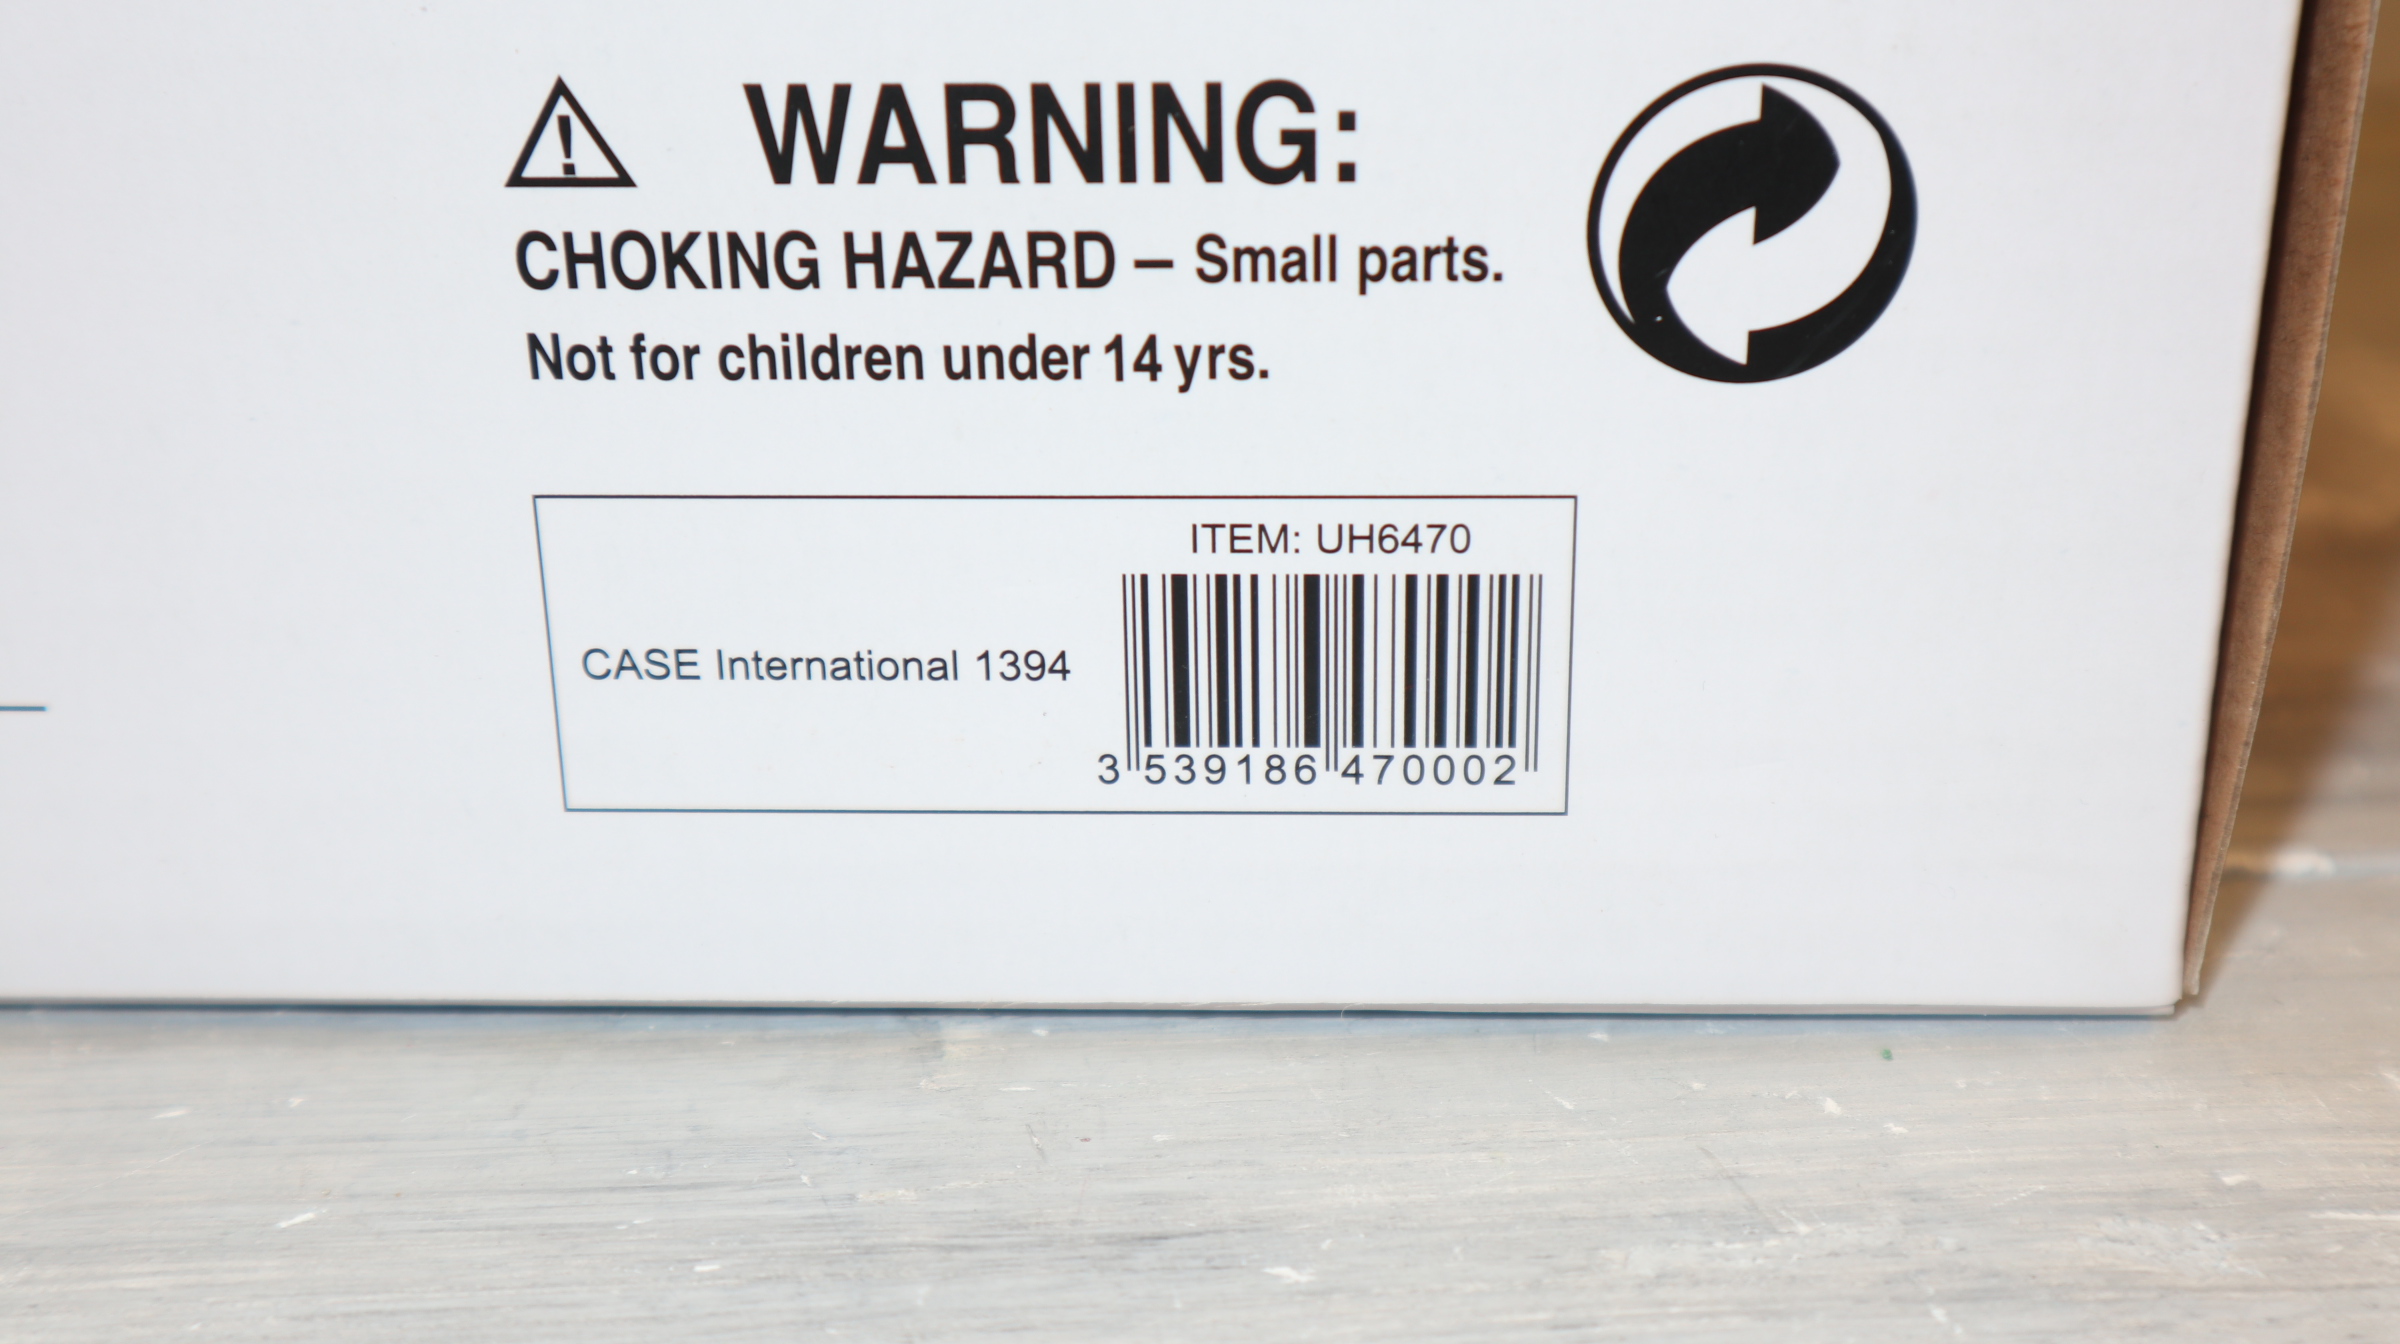 WARNING:
CHOKING HAZARD – Small parts.
Not for children under 14 yrs.
ITEM: UH6470
CASE International 1394
3 539186 470002